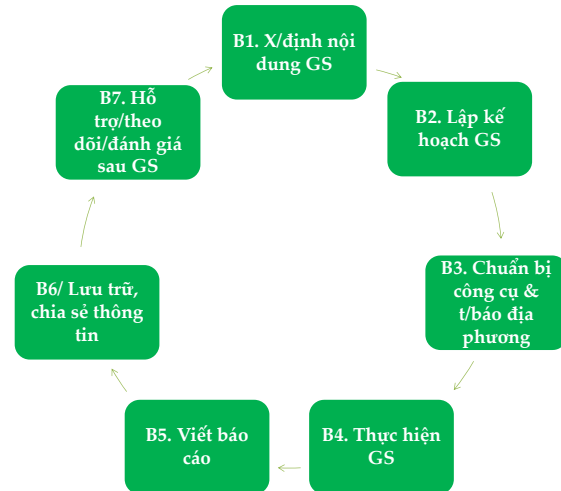 B1. X/định nội
dung GS
B2. Lập kế
hoạch GS
B3. Chuẩn bị
công cụ &
t/báo địa
phương
B4. Thực hiện
GS
B5. Viết báo
cáo
B6/ Lưu trữ,
chia sẻ thông
tin
B7. Hỗ
trợ/theo
dõi/đánh giá
sau GS